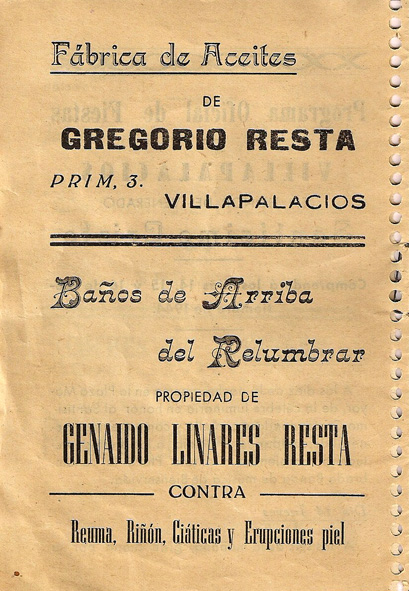 Fábrica de Aceites
DE
GREGORIO RESTA
PRIM, 3.
VILLAPALACIOS
Baños de Arriba
del Relumbrar
PROPIEDAD DE
GENAIDO LINARES RESTA
CONTRA
Reuma, Riñón, Ciáticas y Erupciones piel